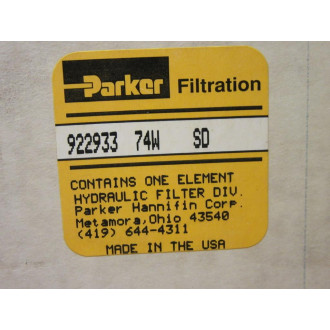 Parker Filtration
922933 74W SD
CONTAINS ONE ELEMENT
HYDRAULIC FILTER DIV.
Parker Hannifin Corp.
Metamora,Ohio 43540
(419) 644-4311
MADE IN THE USA